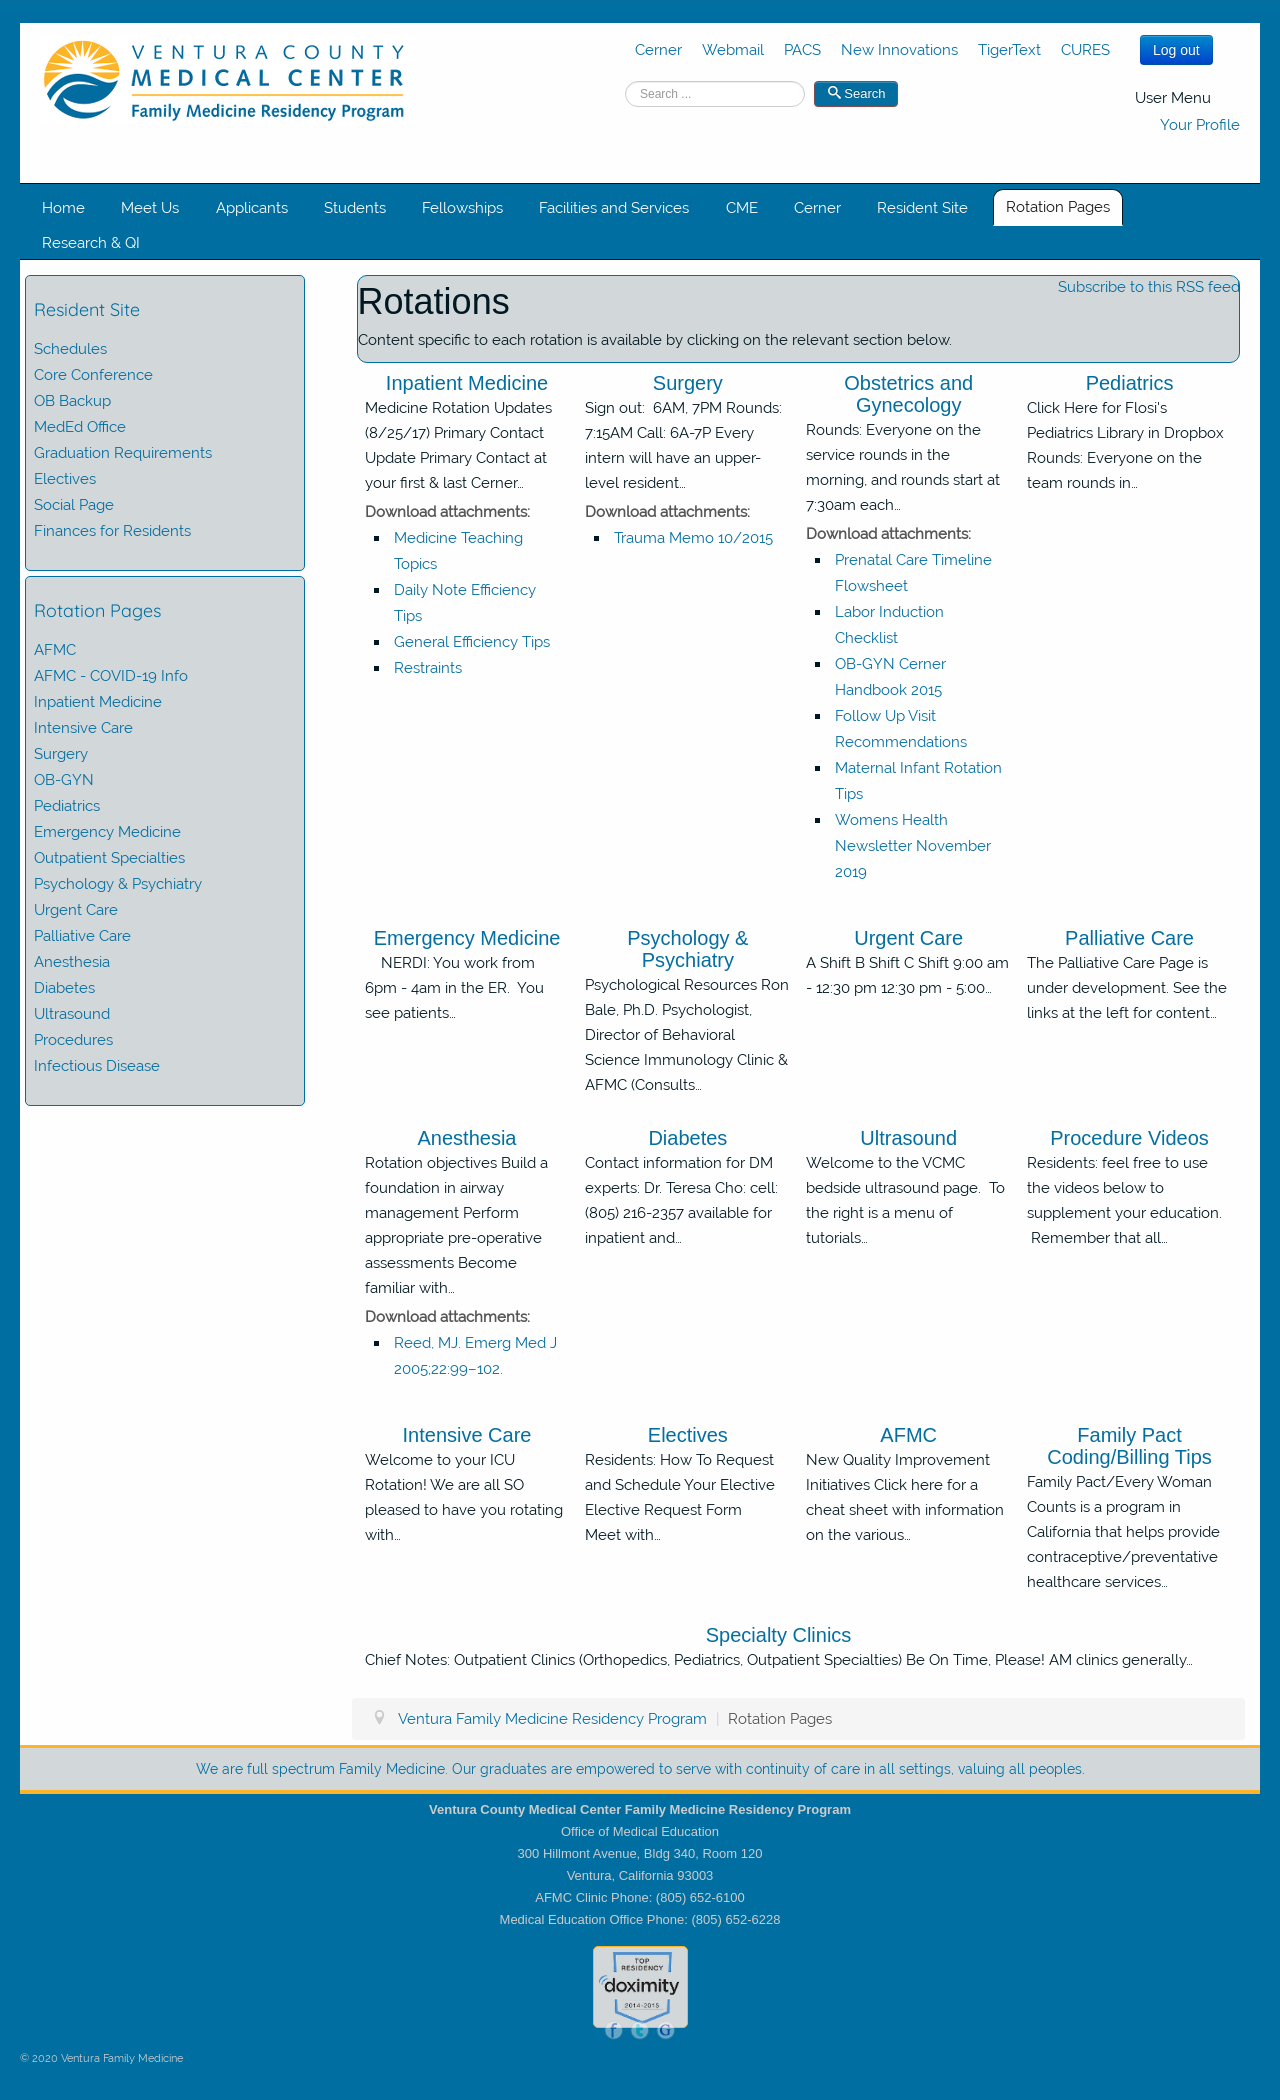 VENTURA COUNTY
MEDICAL CENTER
Family Medicine Residency Program
Cerner Webmail PACS New Innovations TigerText CURES
Log out
Search ...
Search
User Menu
Your Profile
Home Meet Us Applicants Students Fellowships Facilities and Services CME Cerner Resident Site Rotation Pages
Research & QI
Resident Site
Schedules
Core Conference
OB Backup
MedEd Office
Graduation Requirements
Electives
Social Page
Finances for Residents
Rotation Pages
AFMC
AFMC - COVID-19 Info
Inpatient Medicine
Intensive Care
Surgery
OB-GYN
Pediatrics
Emergency Medicine
Outpatient Specialties
Psychology & Psychiatry
Urgent Care
Palliative Care
Anesthesia
Diabetes
Ultrasound
Procedures
Infectious Disease
Subscribe to this RSS feed
Rotations
Content specific to each rotation is available by clicking on the relevant section below.
Inpatient Medicine
Medicine Rotation Updates
(8/25/17) Primary Contact
Update Primary Contact at
your first & last Cerner…
Download attachments:
Medicine Teaching
Topics
Daily Note Efficiency
Tips
General Efficiency Tips
Restraints
Surgery
Sign out:  6AM, 7PM Rounds:
7:15AM Call: 6A-7P Every
intern will have an upper-
level resident…
Download attachments:
Trauma Memo 10/2015
Obstetrics and
Gynecology
Rounds: Everyone on the
service rounds in the
morning, and rounds start at
7:30am each…
Download attachments:
Prenatal Care Timeline
Flowsheet
Labor Induction
Checklist
OB-GYN Cerner
Handbook 2015
Follow Up Visit
Recommendations
Maternal Infant Rotation
Tips
Womens Health
Newsletter November
2019
Pediatrics
Click Here for Flosi's
Pediatrics Library in Dropbox
Rounds: Everyone on the
team rounds in…
Emergency Medicine
NERDI: You work from
6pm - 4am in the ER.  You
see patients…
Psychology &
Psychiatry
Psychological Resources Ron
Bale, Ph.D. Psychologist,
Director of Behavioral
Science Immunology Clinic &
AFMC (Consults…
Urgent Care
A Shift B Shift C Shift 9:00 am
- 12:30 pm 12:30 pm - 5:00…
Palliative Care
The Palliative Care Page is
under development. See the
links at the left for content…
Anesthesia
Rotation objectives Build a
foundation in airway
management Perform
appropriate pre-operative
assessments Become
familiar with…
Download attachments:
Reed, MJ. Emerg Med J
2005;22:99–102.
Diabetes
Contact information for DM
experts: Dr. Teresa Cho: cell:
(805) 216-2357 available for
inpatient and…
Ultrasound
Welcome to the VCMC
bedside ultrasound page.  To
the right is a menu of
tutorials…
Procedure Videos
Residents: feel free to use
the videos below to
supplement your education.
Remember that all…
Intensive Care
Welcome to your ICU
Rotation! We are all SO
pleased to have you rotating
with…
Electives
Residents: How To Request
and Schedule Your Elective
Elective Request Form
Meet with…
AFMC
New Quality Improvement
Initiatives Click here for a
cheat sheet with information
on the various…
Family Pact
Coding/Billing Tips
Family Pact/Every Woman
Counts is a program in
California that helps provide
contraceptive/preventative
healthcare services…
Specialty Clinics
Chief Notes: Outpatient Clinics (Orthopedics, Pediatrics, Outpatient Specialties) Be On Time, Please! AM clinics generally…
Ventura Family Medicine Residency Program | Rotation Pages
We are full spectrum Family Medicine. Our graduates are empowered to serve with continuity of care in all settings, valuing all peoples.
Ventura County Medical Center Family Medicine Residency Program
Office of Medical Education
300 Hillmont Avenue, Bldg 340, Room 120
Ventura, California 93003
AFMC Clinic Phone: (805) 652-6100
Medical Education Office Phone: (805) 652-6228
TOP
RESIDENCY
doximity
2014-2015
f t G
© 2020 Ventura Family Medicine